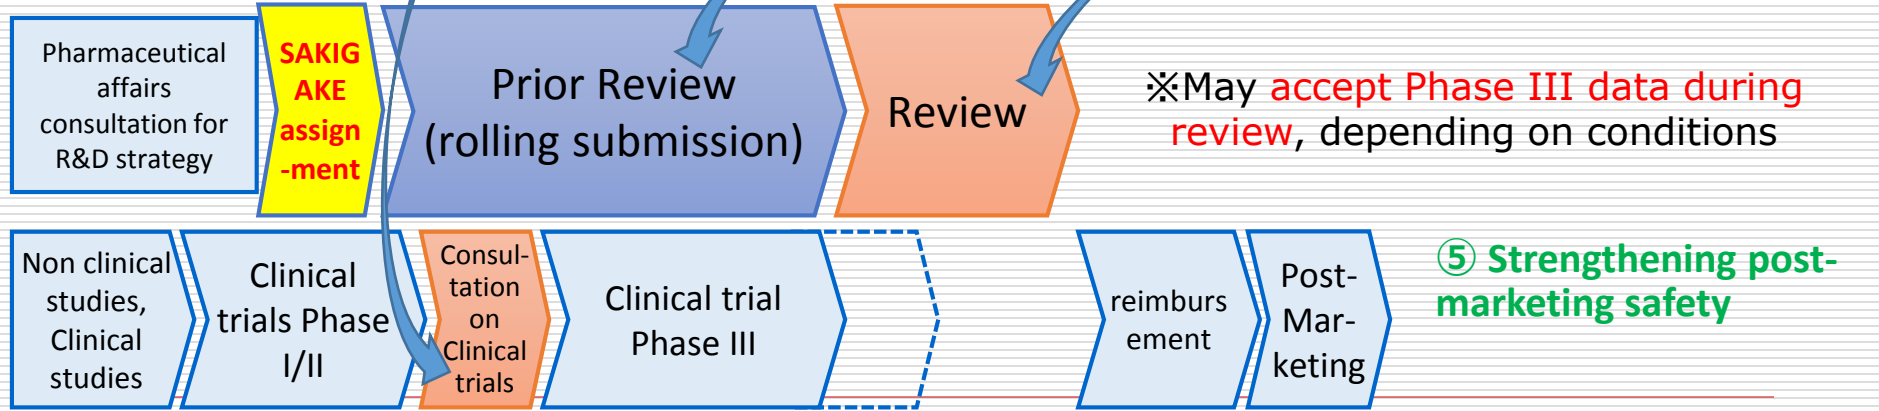 Pharmaceutical
affairs
consultation for
R&D strategy
SAKIG
AKE
assign
-ment
Prior Review
(rolling submission)
Review
※May accept Phase III data during
review, depending on conditions
Non clinical
studies,
Clinical
studies
Clinical
trials Phase
I/II
Consul-
tation
on
Clinical
trials
Clinical trial
Phase III
reimburs
ement
Post-
Mar-
keting
⑤ Strengthening post-
marketing safety